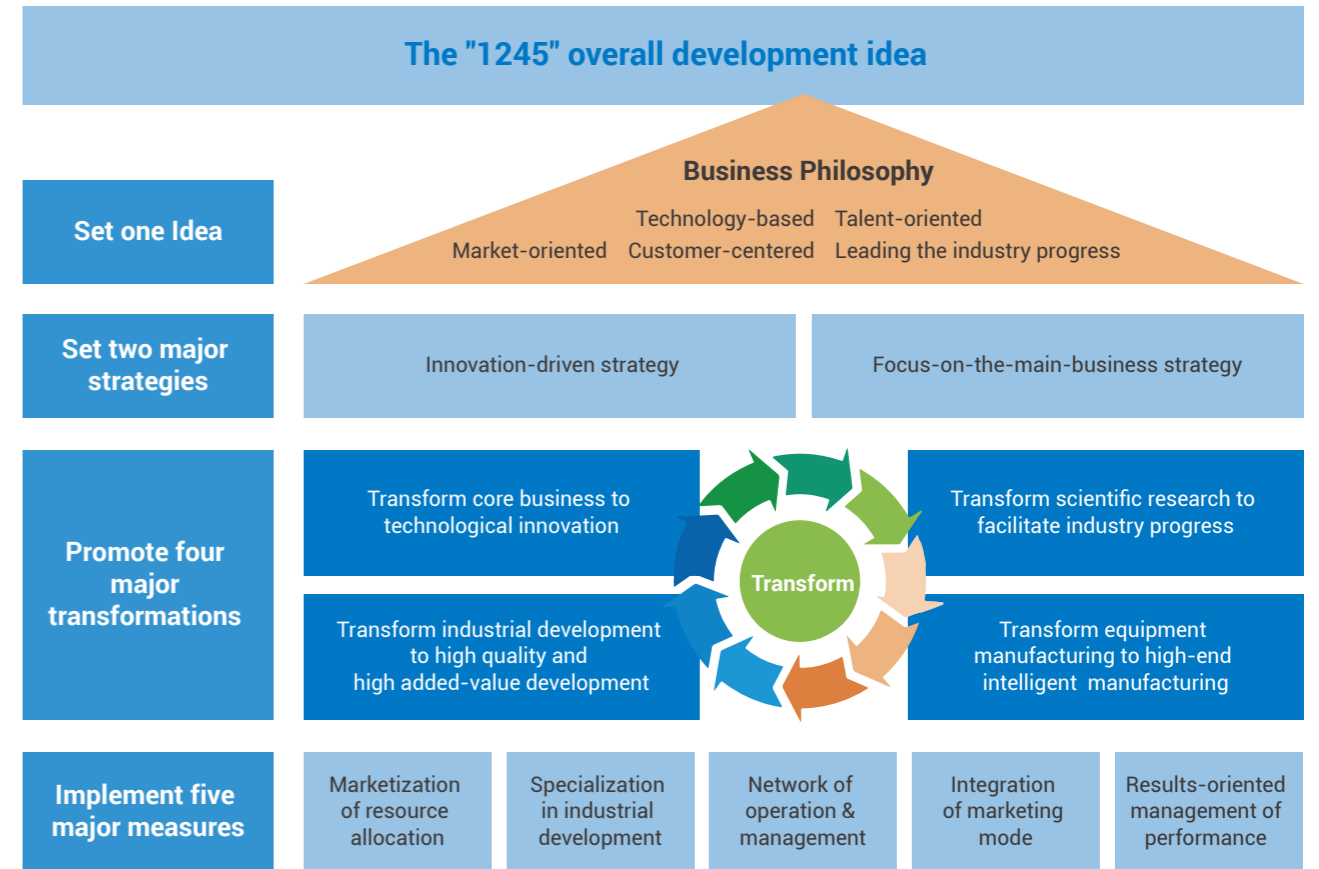 The "1245" overall development idea
Set one Idea
Business Philosophy
Technology-based Talent-oriented
Market-oriented Customer-centered Leading the industry progress
Set two major
strategies
Innovation-driven strategy
Focus-on-the-main-business strategy
Promote four
major
transformations
Transform core business to
technological innovation
Transform scientific research to
facilitate industry progress
Transform
Transform industrial development
to high quality and
high added-value development
Transform equipment
manufacturing to high-end
intelligent manufacturing
Implement five
major measures
Marketization
of resource
allocation
Specialization
in industrial
development
Network of
operation &
management
Integration
of marketing
mode
Results-oriented
management of
performance